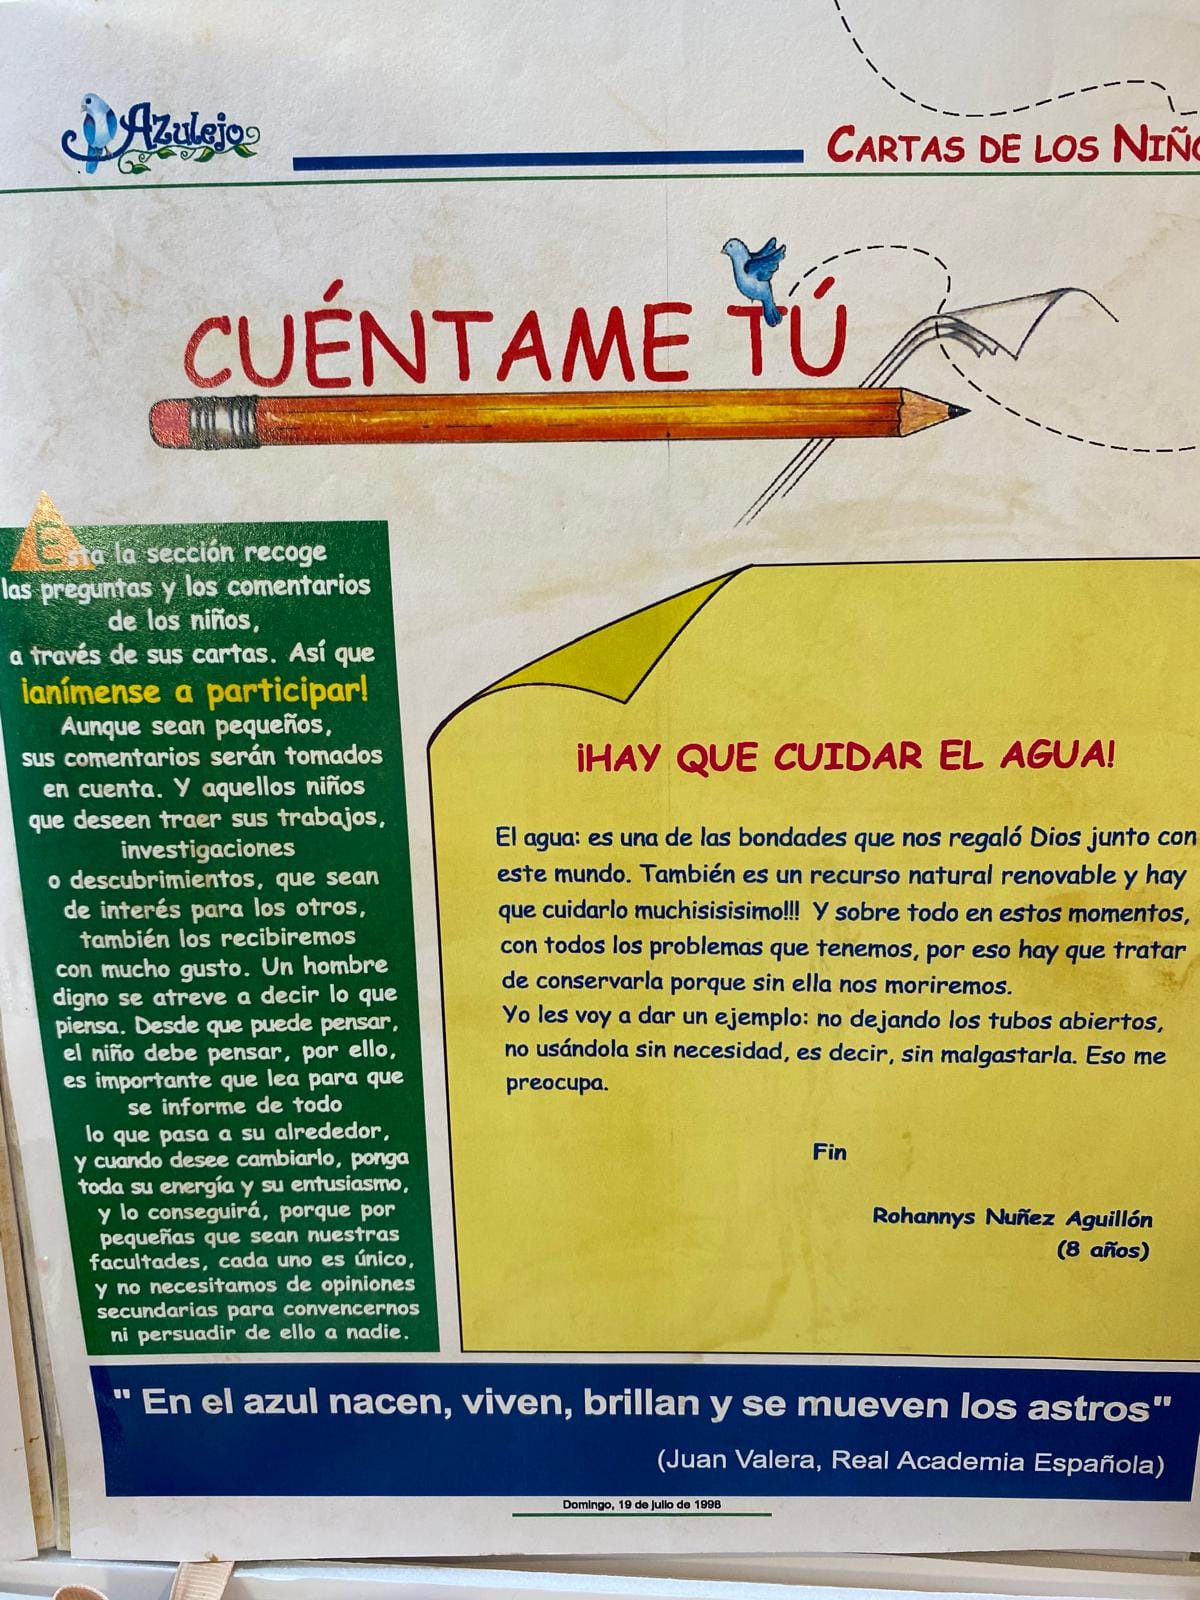 Azulejo
CARTAS DE LOS
CUÉNTAME TÚ
Esta la sección recoge
las preguntas y los comentarios
de los niños,
a través de sus cartas. Así que
¡anímense a participar!
Aunque sean pequeños,
sus comentarios serán tomados
en cuenta. Y aquellos niños
que deseen traer sus trabajos,
investigaciones
o descubrimientos, que sean
de interés para los otros,
también los recibiremos
con mucho gusto. Un hombre
digno se atreve a decir lo que
piensa. Desde que puede pensar,
el niño debe pensar, por ello,
es importante que lea para que
se informe de todo
lo que pasa a su alrededor,
y cuando desee cambiarlo, ponga
toda su energía y su entusiasmo,
y lo conseguirá, porque por
pequeñas que sean nuestras
facultades, cada uno es único,
y no necesitamos de opiniones
secundarias para convencernos
ni persuadir de ello a nadie.
¡HAY QUE CUIDAR EL AGUA!
El agua: es una de las bondades que nos regaló Dios junto con
este mundo. También es un recurso natural renovable y hay
que cuidarlo muchisisisimo!!! Y sobre todo en estos momentos,
con todos los problemas que tenemos, por eso hay que tratar
de conservarla porque sin ella nos moriremos.
Yo les voy a dar un ejemplo: no dejando los tubos abiertos,
no usándola sin necesidad, es decir, sin malgastarla. Eso me
preocupa.
Fin
Rohannys Nuñez Aguillón
(8 años)
" En el azul nacen, viven, brillan y se mueven los astros"
(Juan Valera, Real Academia Española)
Domingo, 19 de julio de 1998